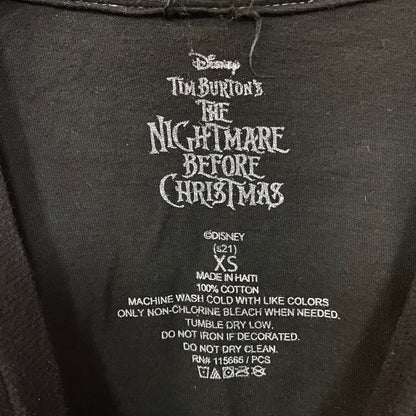 Disney
TIM BURTON'S
THE
NIGHTMARE
BEFORE
CHRISTMAS
©DISNEY
(s21)
XS
MADE IN HAITI
100% COTTON
MACHINE WASH COLD WITH LIKE COLORS
ONLY NON-CHLORINE BLEACH WHEN NEEDED.
TUMBLE DRY LOW.
DO NOT IRON IF DECORATED.
DO NOT DRY CLEAN.
RN# 115665 / PCS